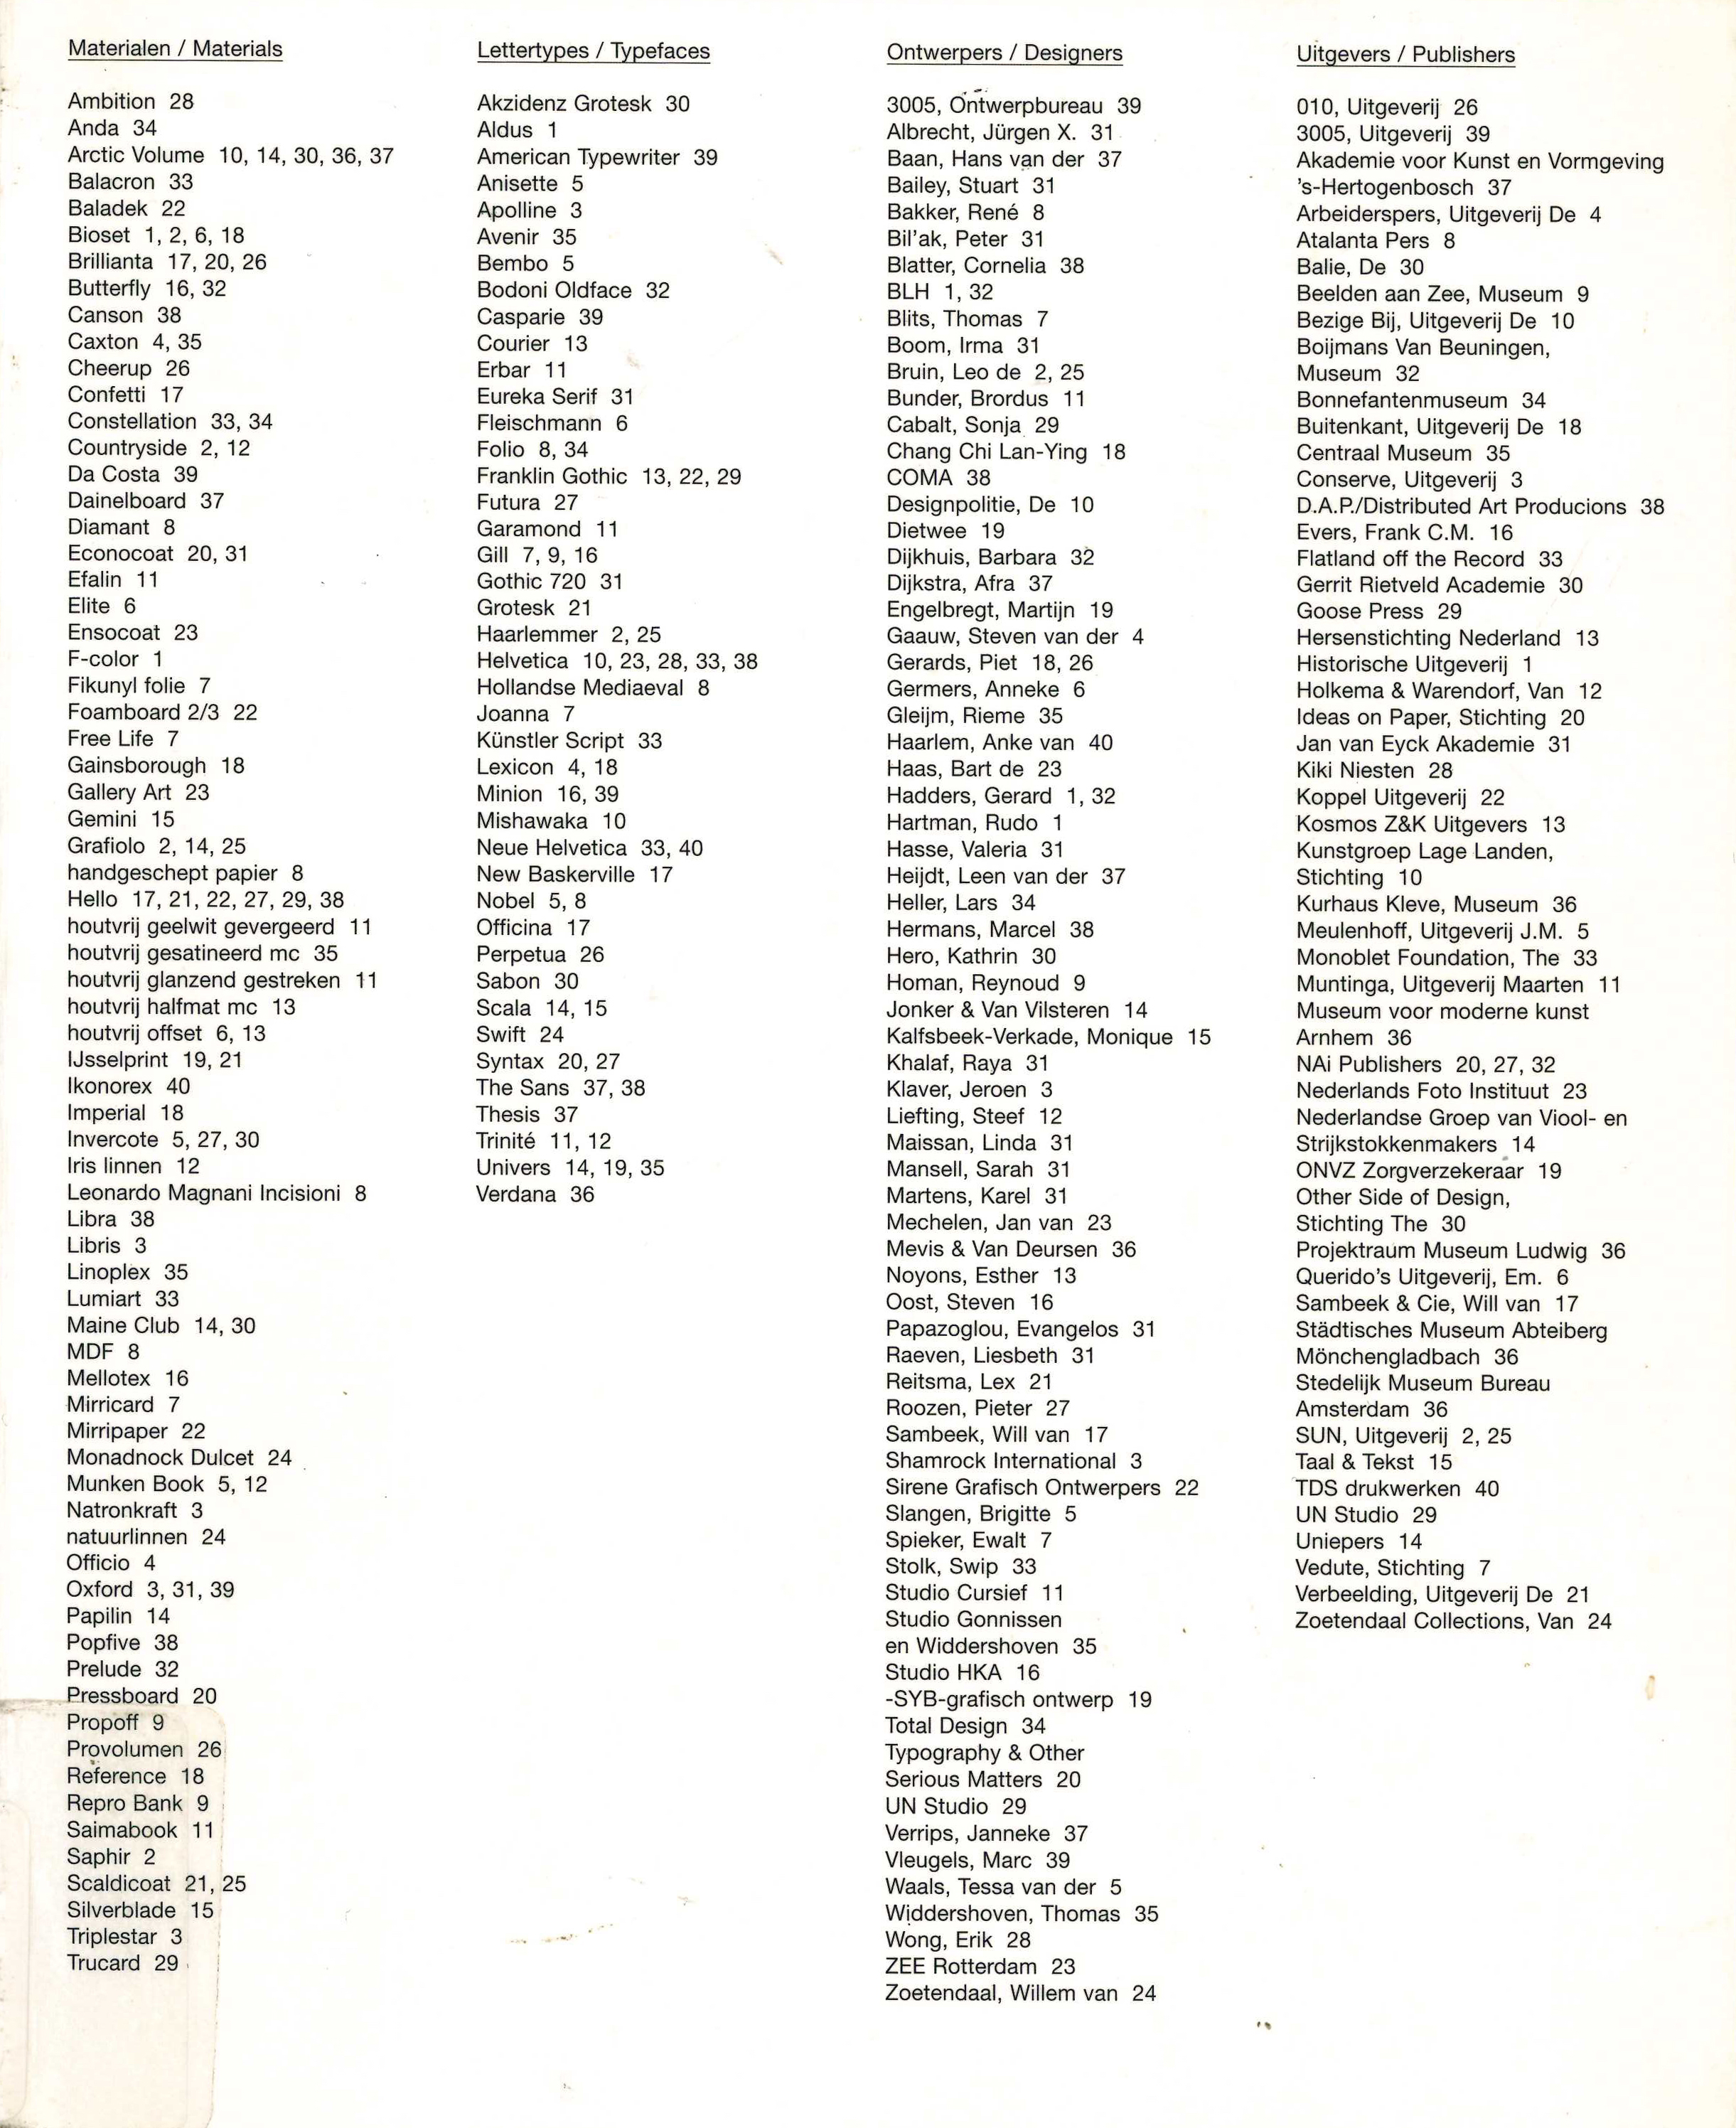 Materialen / Materials
Ambition 28
Anda 34
Arctic Volume 10, 14, 30, 36, 37
Balacron 33
Baladek 22
Bioset 1, 2, 6, 18
Brillianta 17, 20, 26
Butterfly 16, 32
Canson 38
Caxton 4, 35
Cheerup 26
Confetti 17
Constellation 33, 34
Countryside 2, 12
Da Costa 39
Dainelboard 37
Diamant 8
Econocoat 20, 31
Efalin 11
Elite 6
Ensocoat 23
F-color 1
Fikunyl folie 7
Foamboard 2/3 22
Free Life 7
Gainsborough 18
Gallery Art 23
Gemini 15
Grafiolo 2, 14, 25
handgeschept papier 8
Hello 17, 21, 22, 27, 29, 38
houtvrij geelwit gevergeerd 11
houtvrij gesatineerd mc 35
houtvrij glanzend gestreken 11
houtvrij halfmat mc 13
houtvrij offset 6, 13
IJsselprint 19, 21
Ikonorex 40
Imperial 18
Invercote 5, 27, 30
Iris linnen 12
Leonardo Magnani Incisioni 8
Libra 38
Libris 3
Linoplex 35
Lumiart 33
Maine Club 14, 30
MDF 8
Mellotex 16
Mirricard 7
Mirripaper 22
Monadnock Dulcet 24
Munken Book 5, 12
Natronkraft 3
natuurlinnen 24
Officio 4
Oxford 3, 31, 39
Papilin 14
Popfive 38
Prelude 32
Pressboard 20
Propoff 9
Provolumen 26
Reference 18
Repro Bank 9
Saimabook 11
Saphir 2
Scaldicoat 21, 25
Silverblade 15
Triplestar 3
Trucard 29
Lettertypes / Typefaces
Akzidenz Grotesk 30
Aldus 1
American Typewriter 39
Anisette 5
Apolline 3
Avenir 35
Bembo 5
Bodoni Oldface 32
Casparie 39
Courier 13
Erbar 11
Eureka Serif 31
Fleischmann 6
Folio 8, 34
Franklin Gothic 13, 22, 29
Futura 27
Garamond 11
Gill 7, 9, 16
Gothic 720 31
Grotesk 21
Haarlemmer 2, 25
Helvetica 10, 23, 28, 33, 38
Hollandse Mediaeval 8
Joanna 7
Künstler Script 33
Lexicon 4, 18
Minion 16, 39
Mishawaka 10
Neue Helvetica 33, 40
New Baskerville 17
Nobel 5, 8
Officina 17
Perpetua 26
Sabon 30
Scala 14, 15
Swift 24
Syntax 20, 27
The Sans 37, 38
Thesis 37
Trinité 11, 12
Univers 14, 19, 35
Verdana 36
Ontwerpers / Designers
3005, Ontwerpbureau 39
Albrecht, Jürgen X. 31
Baan, Hans van der 37
Bailey, Stuart 31
Bakker, René 8
Bil'ak, Peter 31
Blatter, Cornelia 38
BLH 1, 32
Blits, Thomas 7
Boom, Irma 31
Bruin, Leo de 2, 25
Bunder, Brordus 11
Cabalt, Sonja 29
Chang Chi Lan-Ying 18
COMA 38
Designpolitie, De 10
Dietwee 19
Dijkhuis, Barbara 32
Dijkstra, Afra 37
Engelbregt, Martijn 19
Gaauw, Steven van der 4
Gerards, Piet 18, 26
Germers, Anneke 6
Gleijm, Rieme 35
Haarlem, Anke van 40
Haas, Bart de 23
Hadders, Gerard 1, 32
Hartman, Rudo 1
Hasse, Valeria 31
Heijdt, Leen van der 37
Heller, Lars 34
Hermans, Marcel 38
Hero, Kathrin 30
Homan, Reynoud 9
Jonker & Van Vilsteren 14
Kalfsbeek-Verkade, Monique 15
Khalaf, Raya 31
Klaver, Jeroen 3
Liefting, Steef 12
Maissan, Linda 31
Mansell, Sarah 31
Martens, Karel 31
Mechelen, Jan van 23
Mevis & Van Deursen 36
Noyons, Esther 13
Oost, Steven 16
Papazoglou, Evangelos 31
Raeven, Liesbeth 31
Reitsma, Lex 21
Roozen, Pieter 27
Sambeek, Will van 17
Shamrock International 3
Sirene Grafisch Ontwerpers 22
Slangen, Brigitte 5
Spieker, Ewalt 7
Stolk, Swip 33
Studio Cursief 11
Studio Gonnissen
en Widdershoven 35
Studio HKA 16
-SYB-grafisch ontwerp 19
Total Design 34
Typography & Other
Serious Matters 20
UN Studio 29
Verrips, Janneke 37
Vleugels, Marc 39
Waals, Tessa van der 5
Widdershoven, Thomas 35
Wong, Erik 28
ZEE Rotterdam 23
Zoetendaal, Willem van 24
Uitgevers / Publishers
010, Uitgeverij 26
3005, Uitgeverij 39
Akademie voor Kunst en Vormgeving
's-Hertogenbosch 37
Arbeiderspers, Uitgeverij De 4
Atalanta Pers 8
Balie, De 30
Beelden aan Zee, Museum 9
Bezige Bij, Uitgeverij De 10
Boijmans Van Beuningen,
Museum 32
Bonnefantenmuseum 34
Buitenkant, Uitgeverij De 18
Centraal Museum 35
Conserve, Uitgeverij 3
D.A.P./Distributed Art Producions 38
Evers, Frank C.M. 16
Flatland off the Record 33
Gerrit Rietveld Academie 30
Goose Press 29
Hersenstichting Nederland 13
Historische Uitgeverij 1
Holkema & Warendorf, Van 12
Ideas on Paper, Stichting 20
Jan van Eyck Akademie 31
Kiki Niesten 28
Koppel Uitgeverij 22
Kosmos Z&K Uitgevers 13
Kunstgroep Lage Landen,
Stichting 10
Kurhaus Kleve, Museum 36
Meulenhoff, Uitgeverij J.M. 5
Monoblet Foundation, The 33
Muntinga, Uitgeverij Maarten 11
Museum voor moderne kunst
Arnhem 36
NAi Publishers 20, 27, 32
Nederlands Foto Instituut 23
Nederlandse Groep van Viool- en
Strijkstokkenmakers 14
ONVZ Zorgverzekeraar 19
Other Side of Design,
Stichting The 30
Projektraum Museum Ludwig 36
Querido's Uitgeverij, Em. 6
Sambeek & Cie, Will van 17
Städtisches Museum Abteiberg
Mönchengladbach 36
Stedelijk Museum Bureau
Amsterdam 36
SUN, Uitgeverij 2, 25
Taal & Tekst 15
TDS drukwerken 40
UN Studio 29
Uniepers 14
Vedute, Stichting 7
Verbeelding, Uitgeverij De 21
Zoetendaal Collections, Van 24